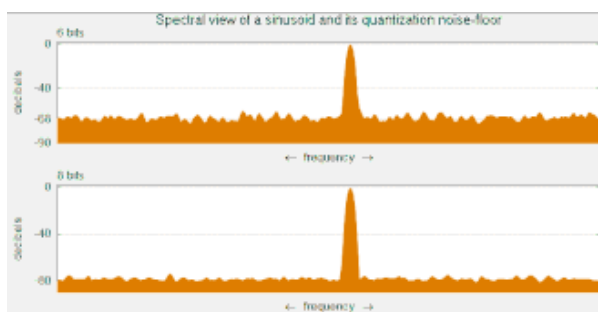 Spectral view of a sinusoid and its quantization noise-floor
6 bits
0
-40
-68
-90
decibels
← frequency →
8 bits
0
-40
-80
decibels
← frequency →